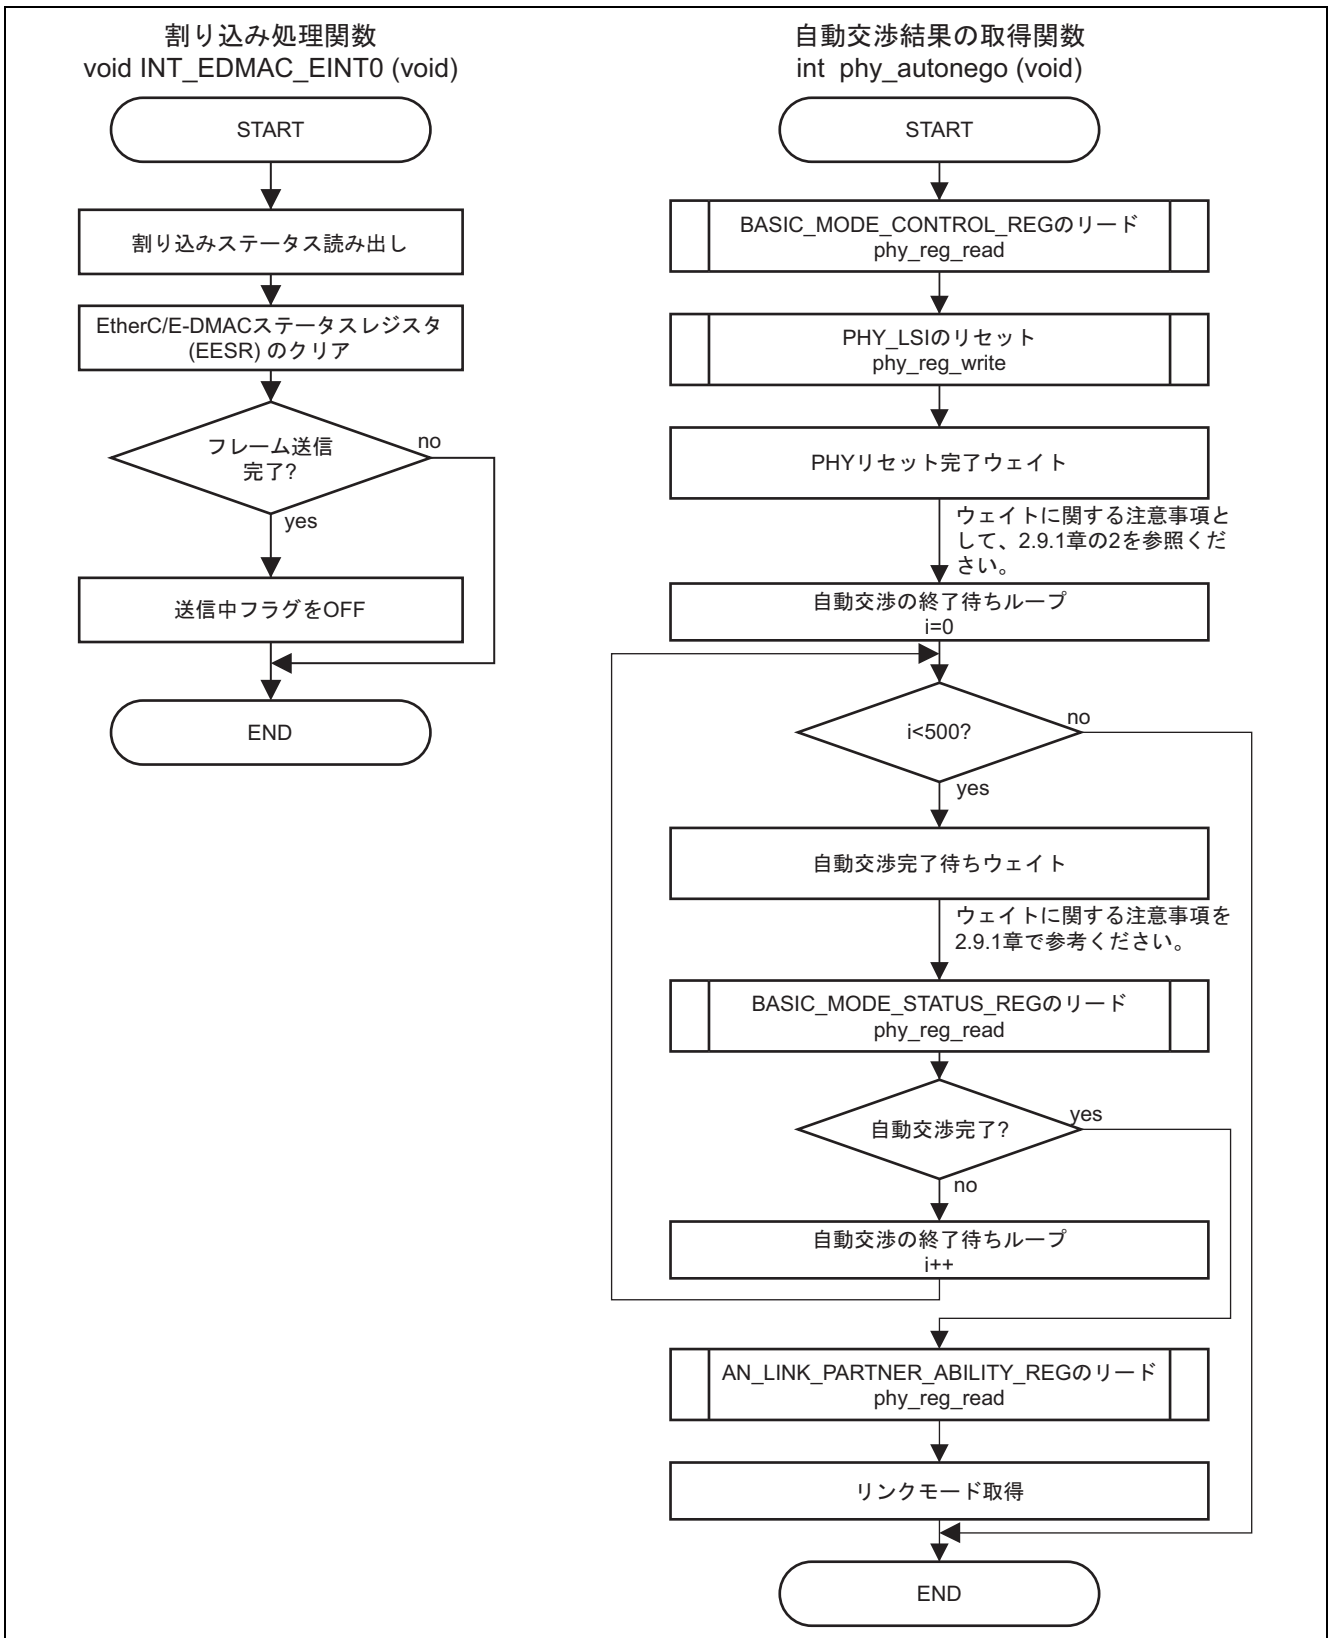 割り込み処理関数
void INT_EDMAC_EINT0 (void)
START
割り込みステータス読み出し
EtherC/E-DMACステータスレジスタ
(EESR) のクリア
フレーム送信
完了?
no
yes
送信中フラグをOFF
END
自動交渉結果の取得関数
int phy_autonego (void)
START
BASIC_MODE_CONTROL_REGのリード
phy_reg_read
PHY_LSIのリセット
phy_reg_write
PHYリセット完了ウェイト
ウェイトに関する注意事項と
して、2.9.1章の2を参照くだ
さい。
自動交渉の終了待ちループ
i=0
i<500?
no
yes
自動交渉完了待ちウェイト
ウェイトに関する注意事項を
2.9.1章で参考ください。
BASIC_MODE_STATUS_REGのリード
phy_reg_read
自動交渉完了?
yes
no
自動交渉の終了待ちループ
i++
AN_LINK_PARTNER_ABILITY_REGのリード
phy_reg_read
リンクモード取得
END